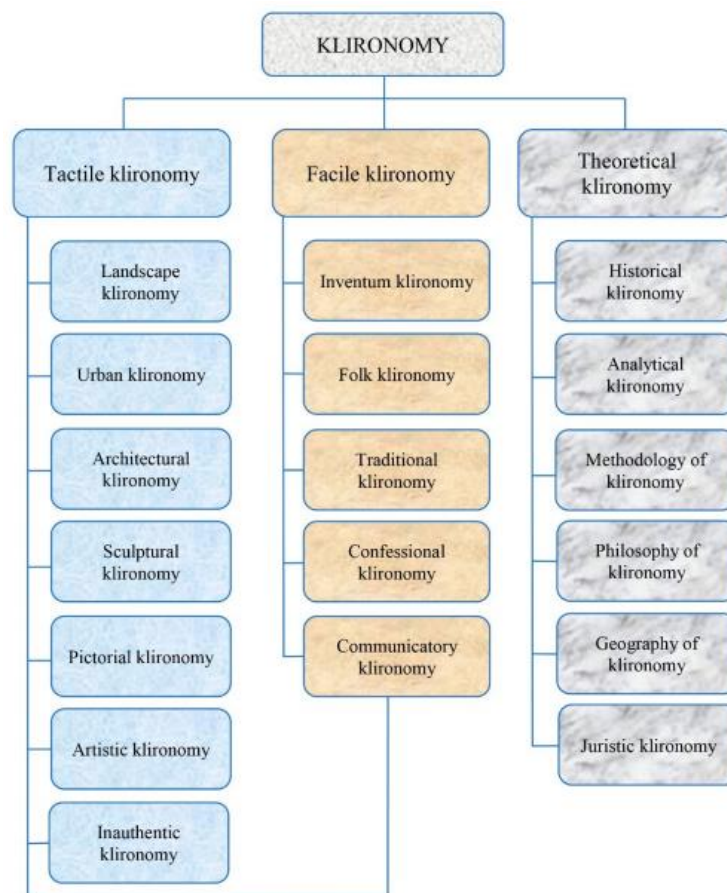 KLIRONOMY
Tactile klironomy
Landscape
klironomy
Urban klironomy
Architectural
klironomy
Sculptural
klironomy
Pictorial klironomy
Artistic klironomy
Inauthentic
klironomy
Facile klironomy
Inventum klironomy
Folk klironomy
Traditional
klironomy
Confessional
klironomy
Communicatory
klironomy
Theoretical
klironomy
Historical
klironomy
Analytical
klironomy
Methodology of
klironomy
Philosophy of
klironomy
Geography of
klironomy
Juristic klironomy